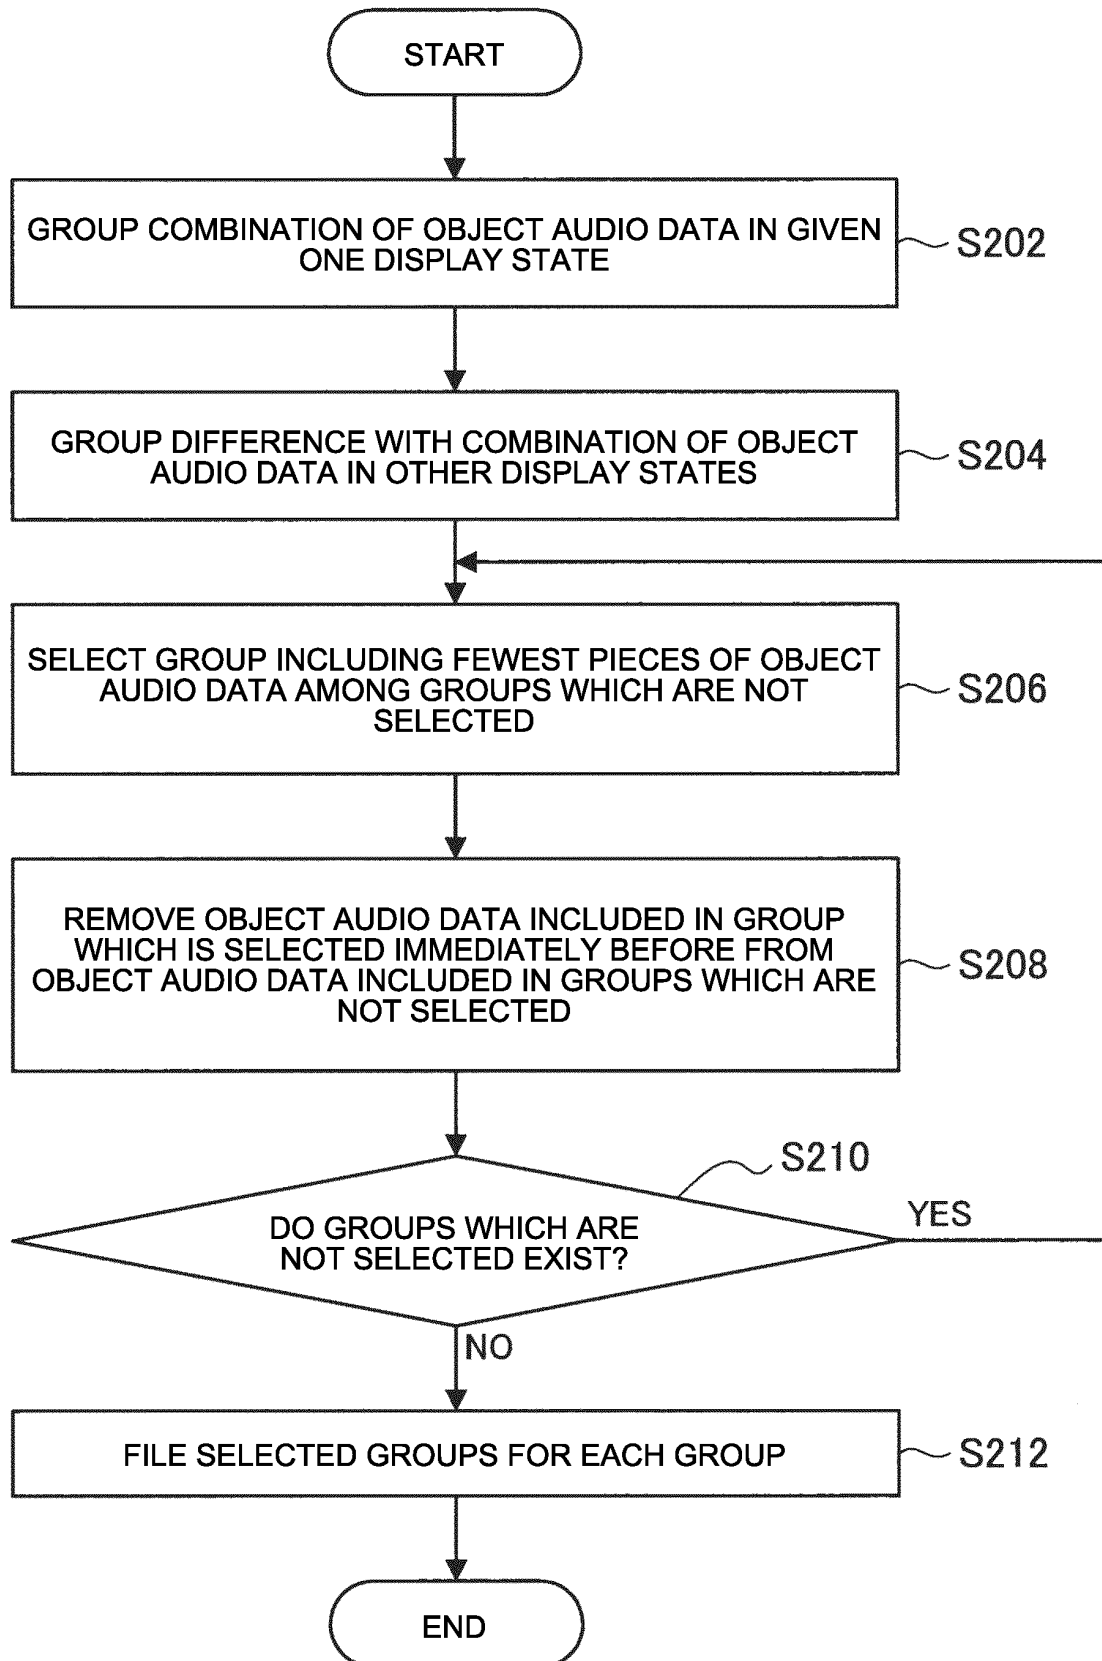 START
GROUP COMBINATION OF OBJECT AUDIO DATA IN GIVEN
ONE DISPLAY STATE
S202
GROUP DIFFERENCE WITH COMBINATION OF OBJECT
AUDIO DATA IN OTHER DISPLAY STATES
S204
SELECT GROUP INCLUDING FEWEST PIECES OF OBJECT
AUDIO DATA AMONG GROUPS WHICH ARE NOT
SELECTED
S206
REMOVE OBJECT AUDIO DATA INCLUDED IN GROUP
WHICH IS SELECTED IMMEDIATELY BEFORE FROM
OBJECT AUDIO DATA INCLUDED IN GROUPS WHICH ARE
NOT SELECTED
S208
S210
DO GROUPS WHICH ARE
NOT SELECTED EXIST?
YES
NO
FILE SELECTED GROUPS FOR EACH GROUP
S212
END